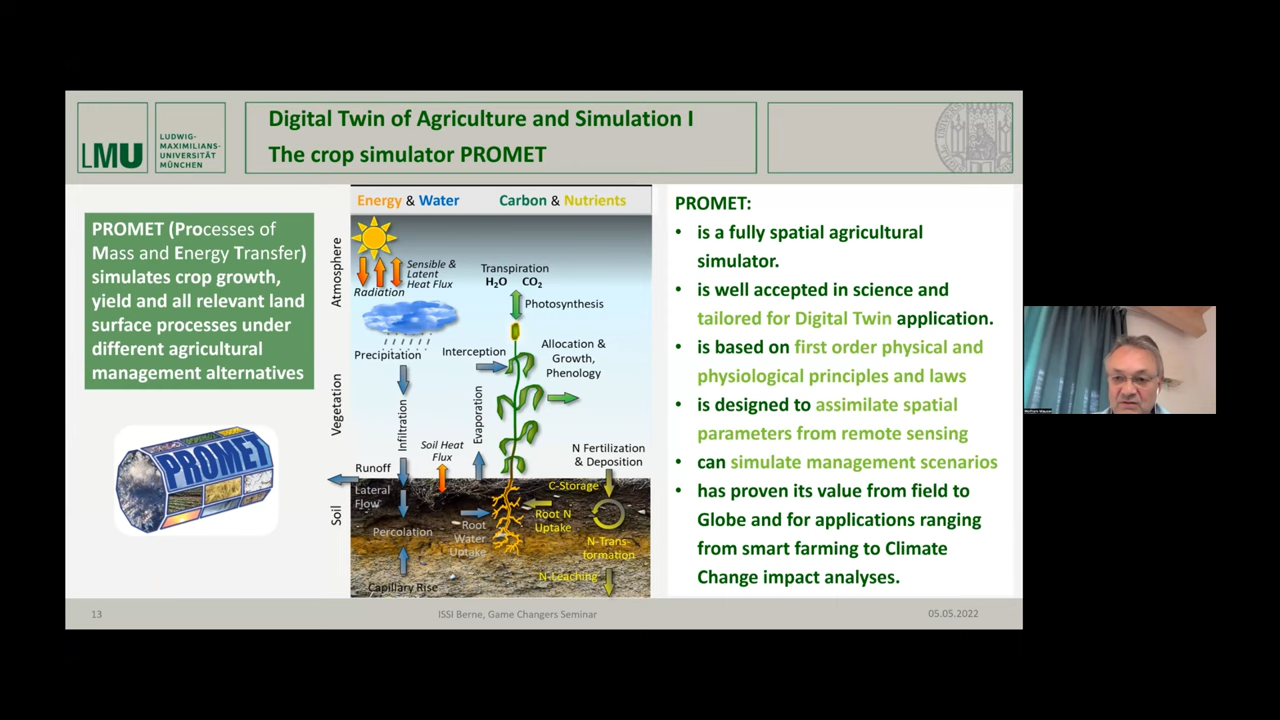 LMU
LUDWIG-
MAXIMILIANS-
UNIVERSITÄT
MÜNCHEN
Digital Twin of Agriculture and Simulation I
The crop simulator PROMET
PROMET (Processes of
Mass and Energy Transfer)
simulates crop growth,
yield and all relevant land
surface processes under
different agricultural
management alternatives
PROMET
Energy & Water
Carbon & Nutrients
Atmosphere
Vegetation
Soil
Sensible &
Latent
Heat Flux
Radiation
Transpiration
H₂O CO₂
Photosynthesis
Precipitation
Interception
Allocation &
Growth,
Phenology
Infiltration
Evaporation
Soil Heat
Flux
N Fertilization
& Deposition
Runoff
Lateral
Flow
C-Storage
Root N
Uptake
Percolation
Root
Water
Uptake
N-Trans-
formation
N-Leaching
Capillary Rise
PROMET:
• is a fully spatial agricultural
simulator.
• is well accepted in science and
tailored for Digital Twin application.
• is based on first order physical and
physiological principles and laws
• is designed to assimilate spatial
parameters from remote sensing
• can simulate management scenarios
• has proven its value from field to
Globe and for applications ranging
from smart farming to Climate
Change impact analyses.
13
ISSI Berne, Game Changers Seminar
05.05.2022